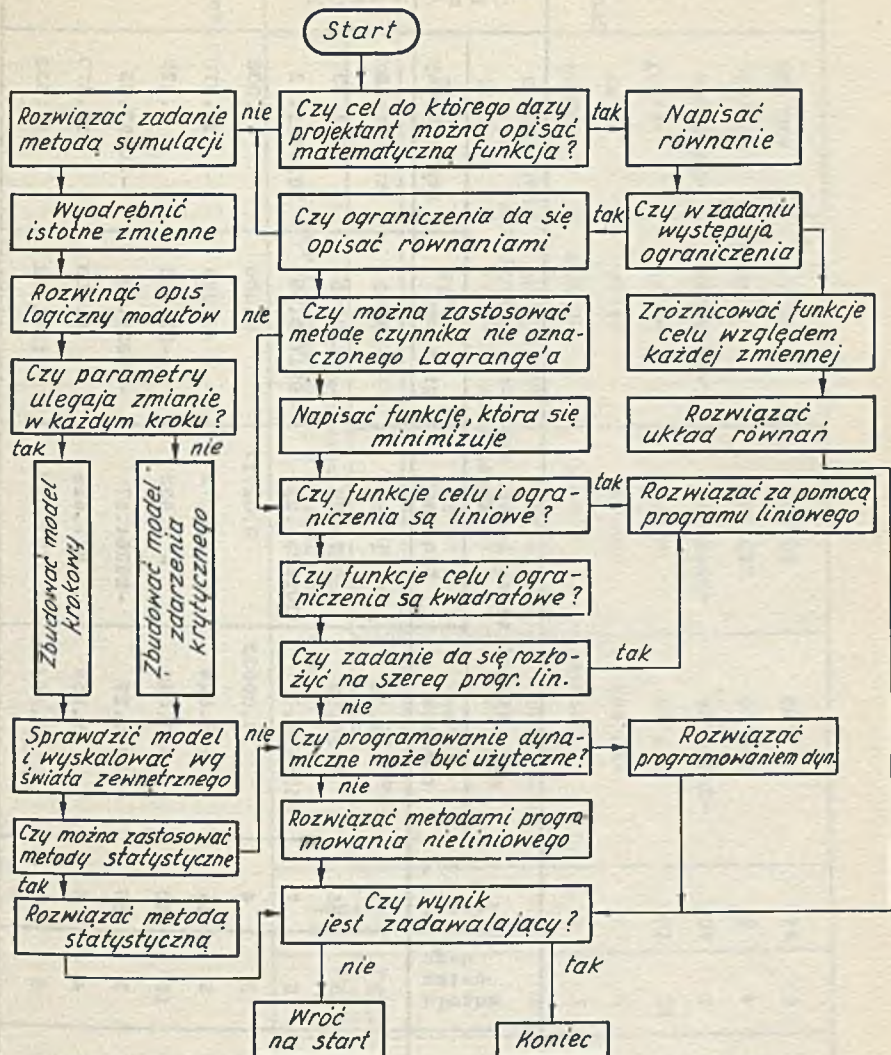 Start
Rozwiązać zadanie
metodą symulacji
nie
Czy cel do którego dąży
projektant można opisać
matematyczna funkcja ?
tak
Napisać
równanie
Wyodrębnić
istotne zmienne
Czy ograniczenia da się
opisać równaniami
tak
Czy w zadaniu
występują
ograniczenia
Rozwinąć opis
logiczny modułów
nie
Czy można zastosować
metodę czynnika nie ozna-
czonego Lagrange'a
Zróżnicować funkcje
celu względem
każdej zmiennej
Czy parametry
ulegają zmianie
w każdym kroku ?
Napisać funkcję, która się
minimizuje
Rozwiązać
układ równań
tak
nie
Zbudować model
krokowy
Zbudować model
zdarzenia
krytycznego
Czy funkcje celu i ogra-
niczenia są liniowe ?
tak
Rozwiązać za pomocą
programu liniowego
Czy funkcje celu i ogra-
niczenia są kwadratowe ?
Czy zadanie da się rozło-
żyć na szereg progr. lin.
tak
nie
Sprawdzić model
i wyskalować wg
świata zewnetrznego
nie
Czy programowanie dyna-
miczne może być użyteczne?
Rozwiązać
programowaniem dyn.
nie
Czy można zastosować
metody statystyczne
Rozwiązać metodami progra-
mowania nieliniowego
tak
Rozwiązać metodą
statystyczną
Czy wynik
jest zadawalający ?
nie
tak
Wróć
na start
Koniec